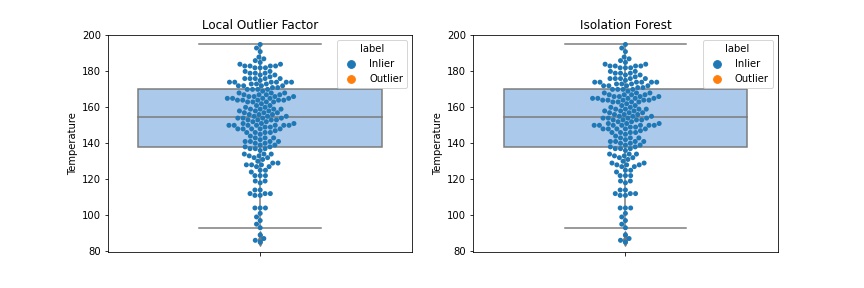 Local Outlier Factor
200
180
160
140
120
100
80
Temperature
label
Inlier
Outlier
Isolation Forest
200
180
160
140
120
100
80
Temperature
label
Inlier
Outlier